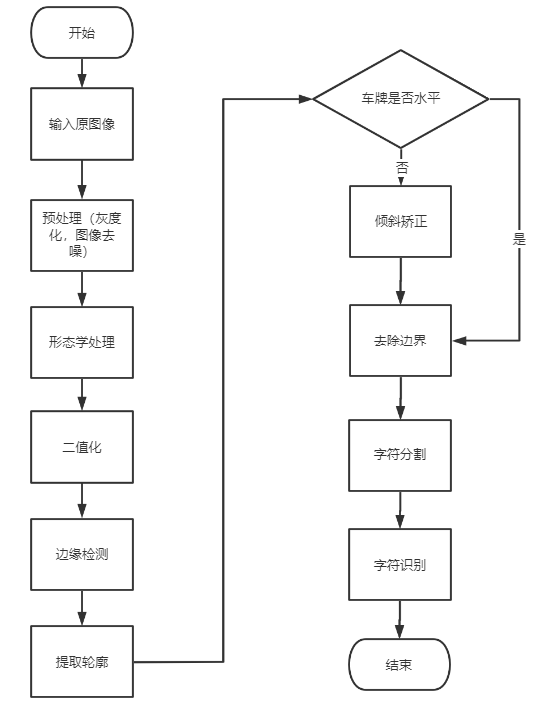 开始
输入原图像
预处理（灰度
化，图像去
噪）
形态学处理
二值化
边缘检测
提取轮廓
车牌是否水平
否
倾斜矫正
是
去除边界
字符分割
字符识别
结束